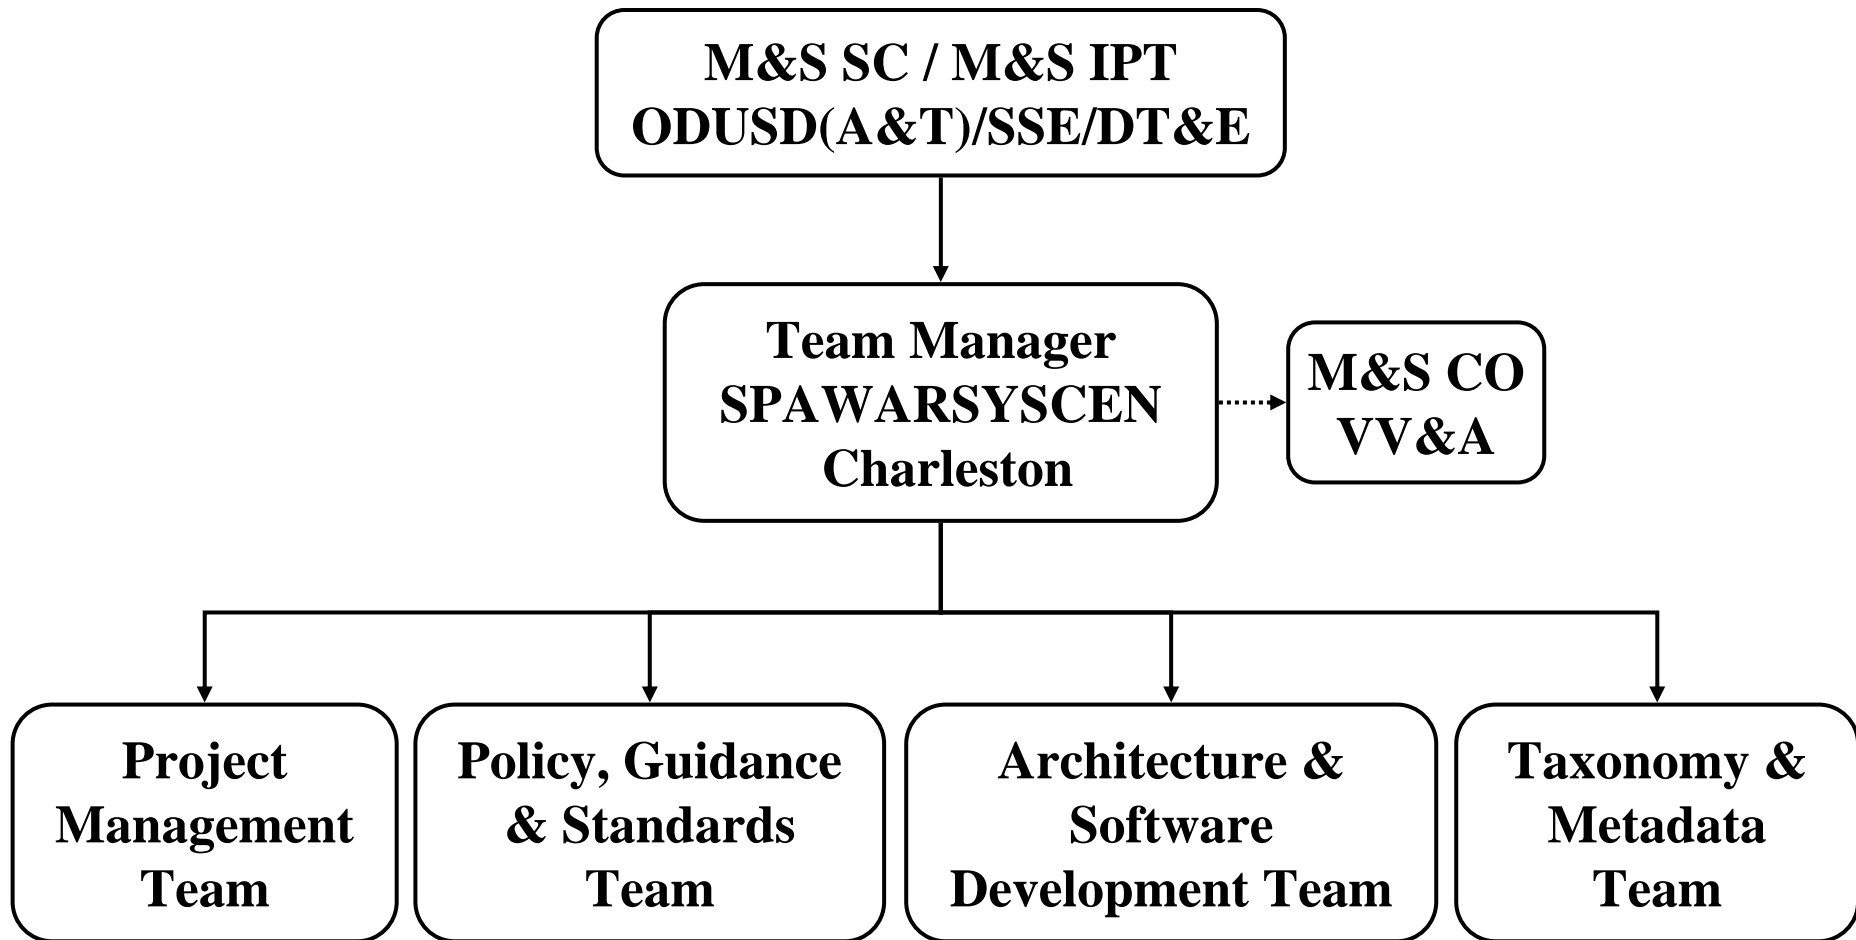 M&S SC / M&S IPT
ODUSD(A&T)/SSE/DT&E
Team Manager
SPAWARSYSCEN
Charleston
M&S CO
VV&A
Project
Management
Team
Policy, Guidance
& Standards
Team
Architecture &
Software
Development Team
Taxonomy &
Metadata
Team